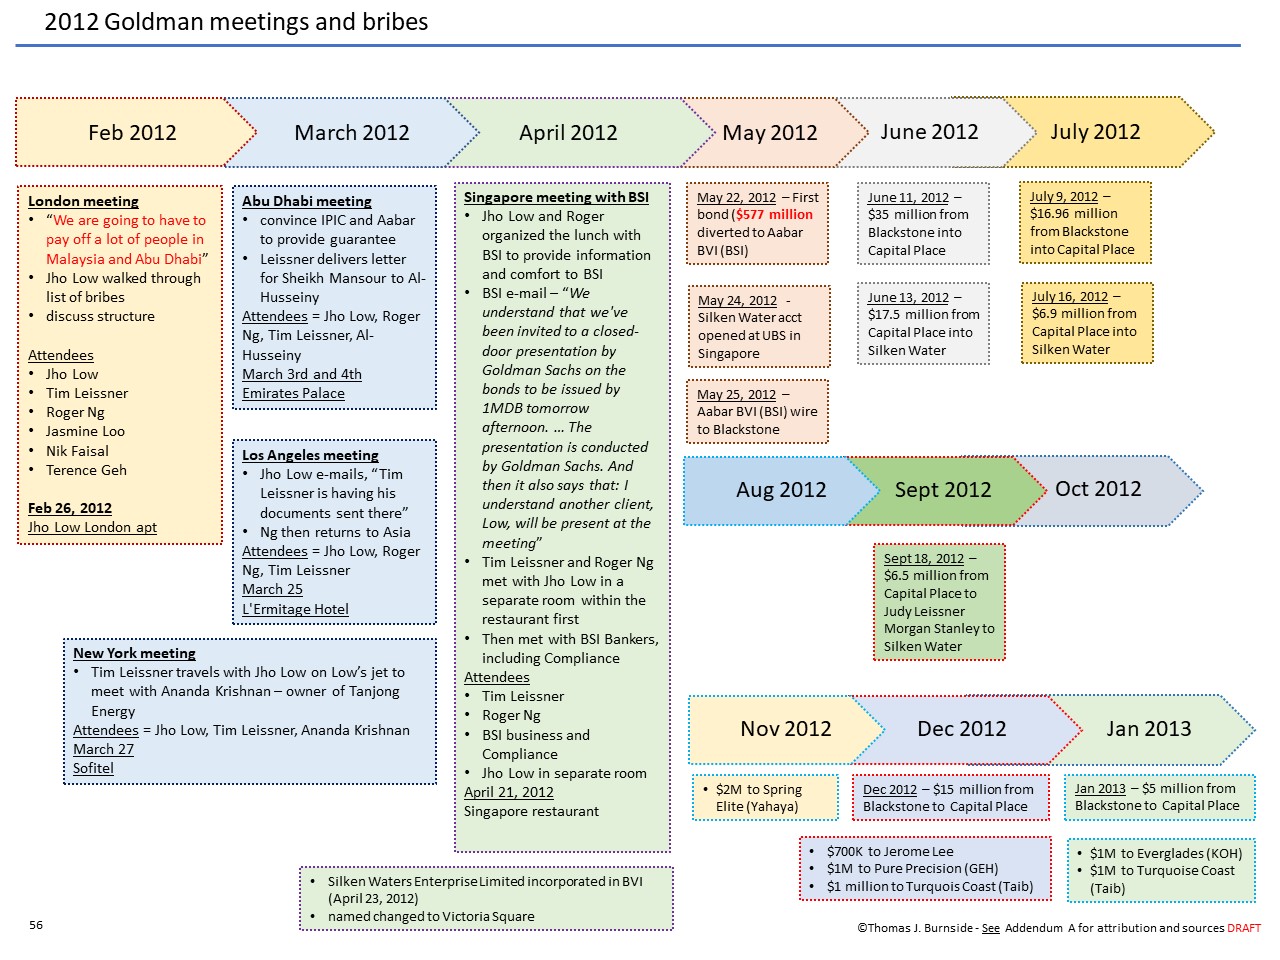 2012 Goldman meetings and bribes
Feb 2012
March 2012
April 2012
May 2012
June 2012
July 2012
London meeting
• “We are going to have to
pay off a lot of people in
Malaysia and Abu Dhabi”
• Jho Low walked through
list of bribes
• discuss structure
Attendees
• Jho Low
• Tim Leissner
• Roger Ng
• Jasmine Loo
• Nik Faisal
• Terence Geh
Feb 26, 2012
Jho Low London apt
Abu Dhabi meeting
• convince IPIC and Aabar
to provide guarantee
• Leissner delivers letter
for Sheikh Mansour to Al-
Husseiny
Attendees = Jho Low, Roger
Ng, Tim Leissner, Al-
Husseiny
March 3rd and 4th
Emirates Palace
Los Angeles meeting
• Jho Low e-mails, “Tim
Leissner is having his
documents sent there”
• Ng then returns to Asia
Attendees = Jho Low, Roger
Ng, Tim Leissner
March 25
L'Ermitage Hotel
New York meeting
• Tim Leissner travels with Jho Low on Low’s jet to
meet with Ananda Krishnan – owner of Tanjong
Energy
Attendees = Jho Low, Tim Leissner, Ananda Krishnan
March 27
Sofitel
Singapore meeting with BSI
• Jho Low and Roger
organized the lunch with
BSI to provide information
and comfort to BSI
• BSI e-mail – “We
understand that we've
been invited to a closed-
door presentation by
Goldman Sachs on the
bonds to be issued by
1MDB tomorrow
afternoon. … The
presentation is conducted
by Goldman Sachs. And
then it also says that: I
understand another client,
Low, will be present at the
meeting”
• Tim Leissner and Roger Ng
met with Jho Low in a
separate room within the
restaurant first
• Then met with BSI Bankers,
including Compliance
Attendees
• Tim Leissner
• Roger Ng
• BSI business and
Compliance
• Jho Low in separate room
April 21, 2012
Singapore restaurant
• Silken Waters Enterprise Limited incorporated in BVI
(April 23, 2012)
• named changed to Victoria Square
May 22, 2012 – First
bond ($577 million
diverted to Aabar
BVI (BSI)
May 24, 2012 -
Silken Water acct
opened at UBS in
Singapore
May 25, 2012 –
Aabar BVI (BSI) wire
to Blackstone
June 11, 2012 –
$35 million from
Blackstone into
Capital Place
June 13, 2012 –
$17.5 million from
Capital Place into
Silken Water
July 9, 2012 –
$16.96 million
from Blackstone
into Capital Place
July 16, 2012 –
$6.9 million from
Capital Place into
Silken Water
Aug 2012
Sept 2012
Oct 2012
Sept 18, 2012 –
$6.5 million from
Capital Place to
Judy Leissner
Morgan Stanley to
Silken Water
Nov 2012
Dec 2012
Jan 2013
• $2M to Spring
Elite (Yahaya)
Dec 2012 – $15 million from
Blackstone to Capital Place
Jan 2013 – $5 million from
Blackstone to Capital Place
• $700K to Jerome Lee
• $1M to Pure Precision (GEH)
• $1 million to Turquois Coast (Taib)
• $1M to Everglades (KOH)
• $1M to Turquoise Coast
(Taib)
56
©Thomas J. Burnside - See Addendum A for attribution and sources DRAFT